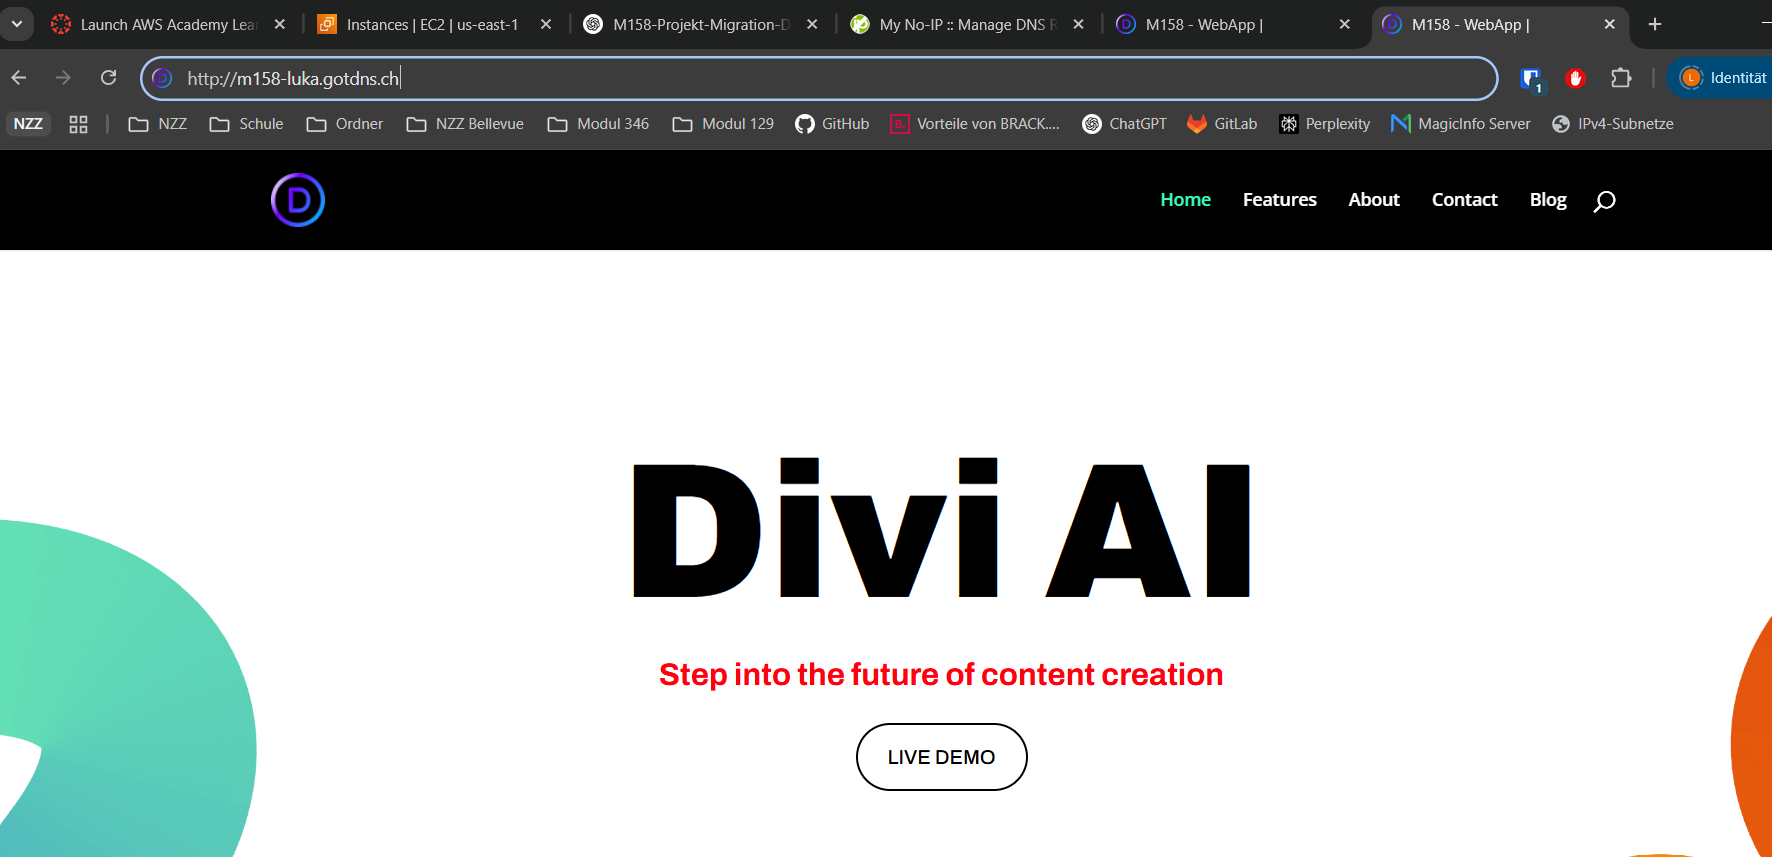 Launch AWS Academy Lea
Instances | EC2 | us-east-1
M158-Projekt-Migration-D
My No-IP :: Manage DNS R
M158 - WebApp |
M158 - WebApp |
http://m158-luka.gotdns.ch
1
L
Identität
NZZ
NZZ
Schule
Ordner
NZZ Bellevue
Modul 346
Modul 129
GitHub
B.
Vorteile von BRACK....
ChatGPT
GitLab
Perplexity
MagicInfo Server
IPv4-Subnetze
D
Home
Features
About
Contact
Blog
Divi AI
Step into the future of content creation
LIVE DEMO